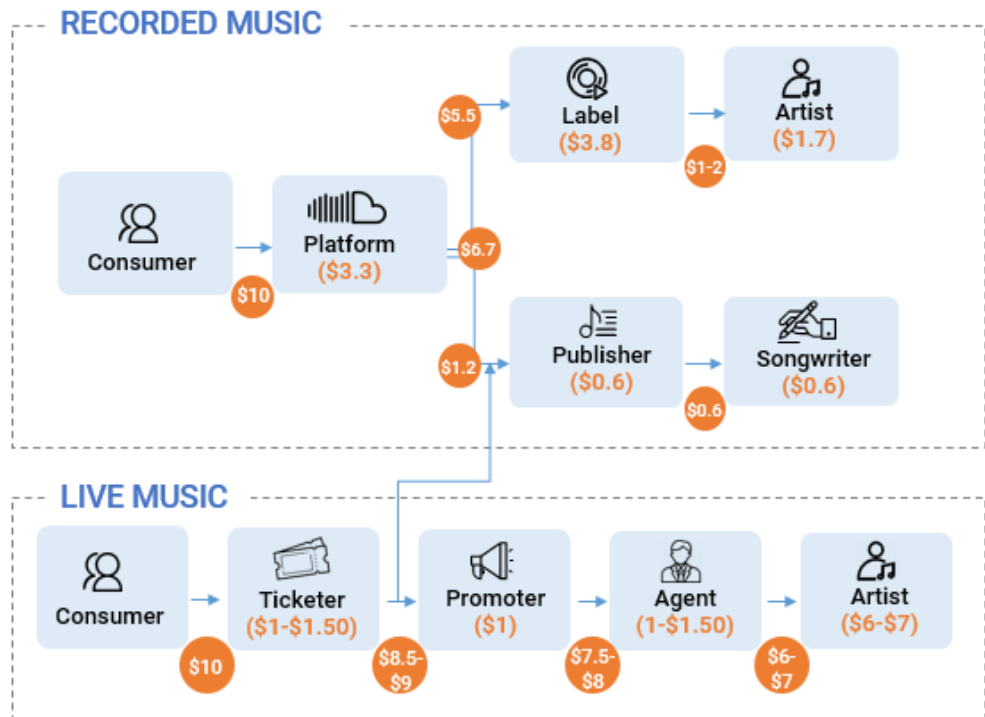 RECORDED MUSIC
Label
($3.8)
Artist
($1.7)
$5.5
$1-2
Consumer
Platform
($3.3)
$6.7
$10
Publisher
($0.6)
Songwriter
($0.6)
$1.2
$0.6
LIVE MUSIC
Consumer
Ticketer
($1-$1.50)
Promoter
($1)
Agent
(1-$1.50)
Artist
($6-$7)
$10
$8.5-
$9
$7.5-
$8
$6-
$7